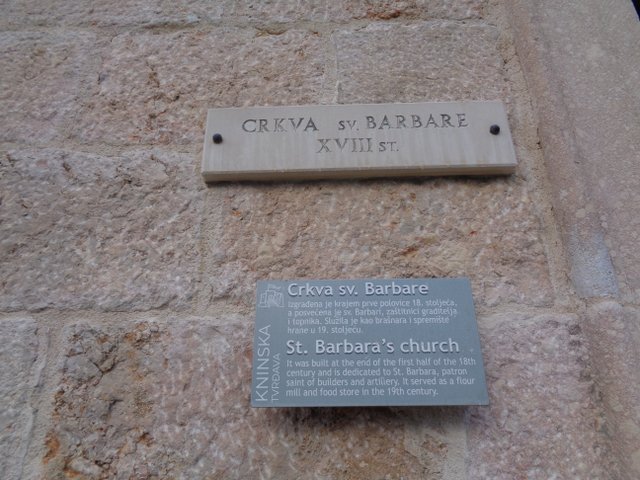 CRKVA SV. BARBARE
XVIII ST.
Crkva sv. Barbare
Izgrađena je krajem prve polovice 18. stoljeća,
a posvećena je sv. Barbari, zaštitnici graditelja
i topnika. Služila je kao brašnara i spremište
hrane u 19. stoljeću.
St. Barbara's church
It was built at the end of the first half of the 18th
century and is dedicated to St. Barbara, patron
saint of builders and artillery. It served as a flour
mill and food store in the 19th century.
KNINSKA
TVRĐAVA